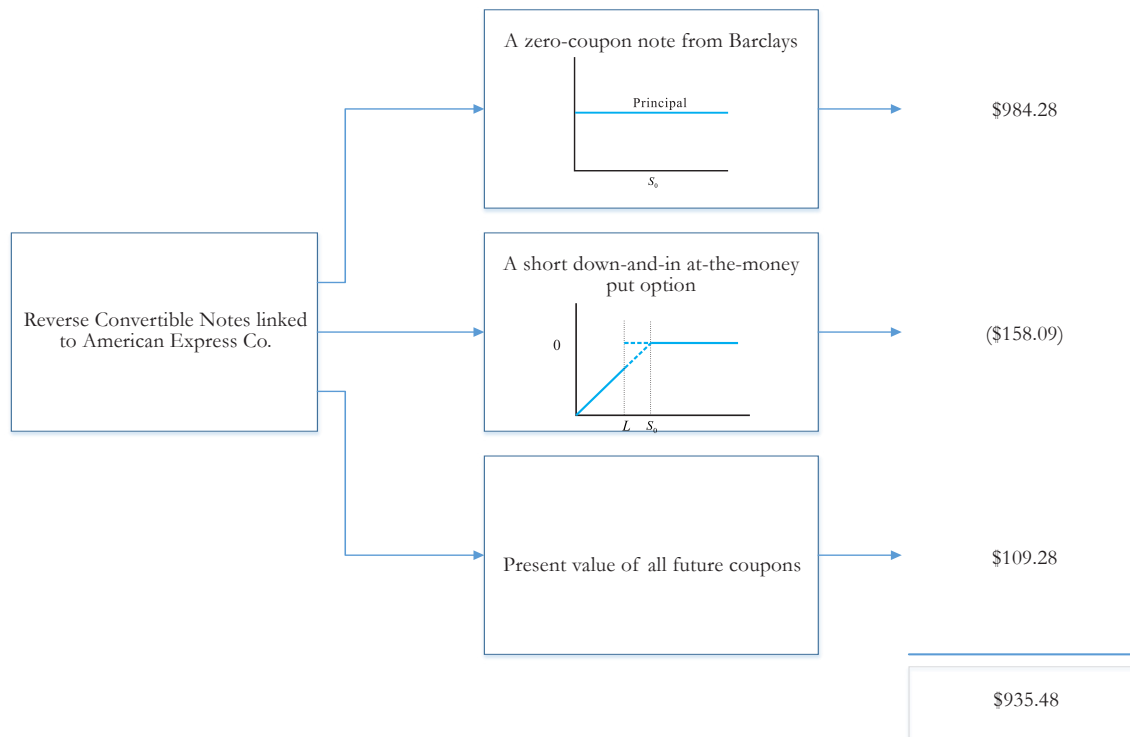 A zero-coupon note from Barclays
Principal
S₀
$984.28
Reverse Convertible Notes linked
to American Express Co.
A short down-and-in at-the-money
put option
0
L S₀
($158.09)
Present value of all future coupons
$109.28
$935.48